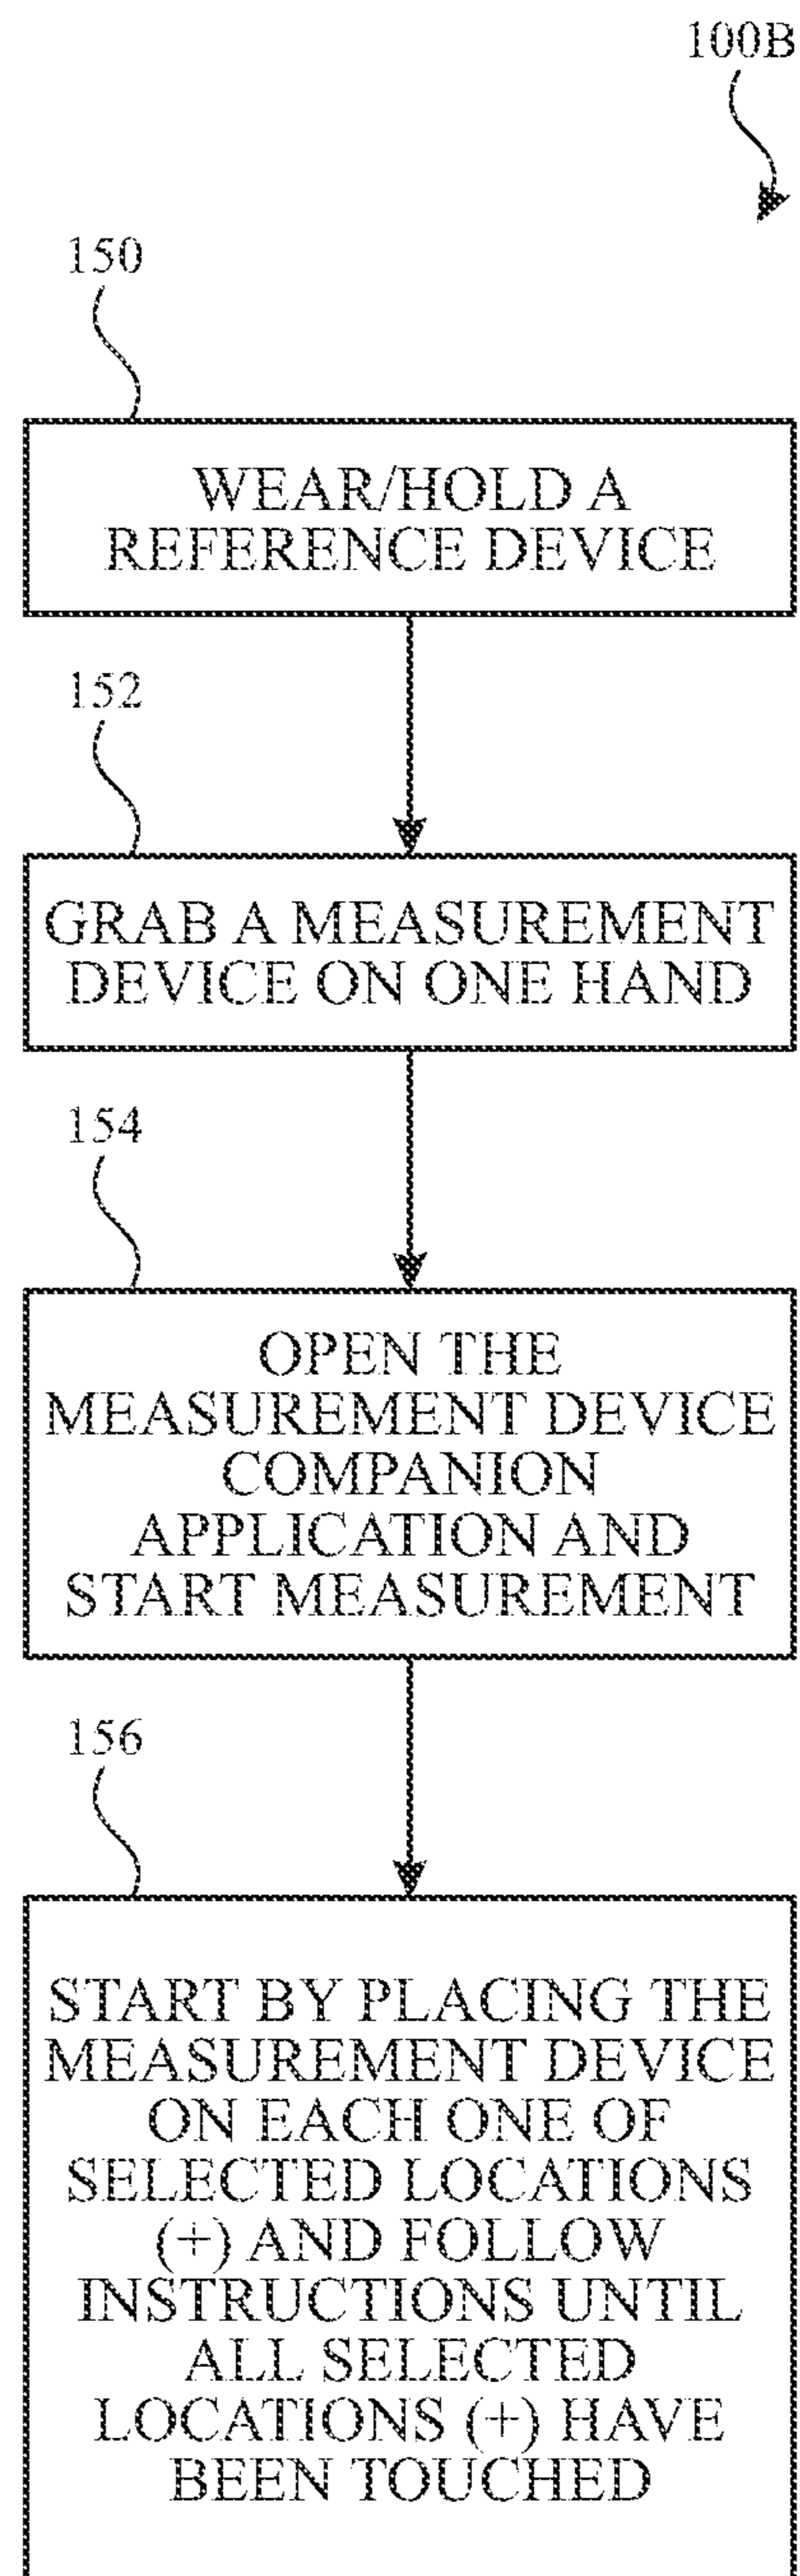 100B
150
WEAR/HOLD A
REFERENCE DEVICE
152
GRAB A MEASUREMENT
DEVICE ON ONE HAND
154
OPEN THE
MEASUREMENT DEVICE
COMPANION
APPLICATION AND
START MEASUREMENT
156
START BY PLACING THE
MEASUREMENT DEVICE
ON EACH ONE OF
SELECTED LOCATIONS
(+) AND FOLLOW
INSTRUCTIONS UNTIL
ALL SELECTED
LOCATIONS (+) HAVE
BEEN TOUCHED